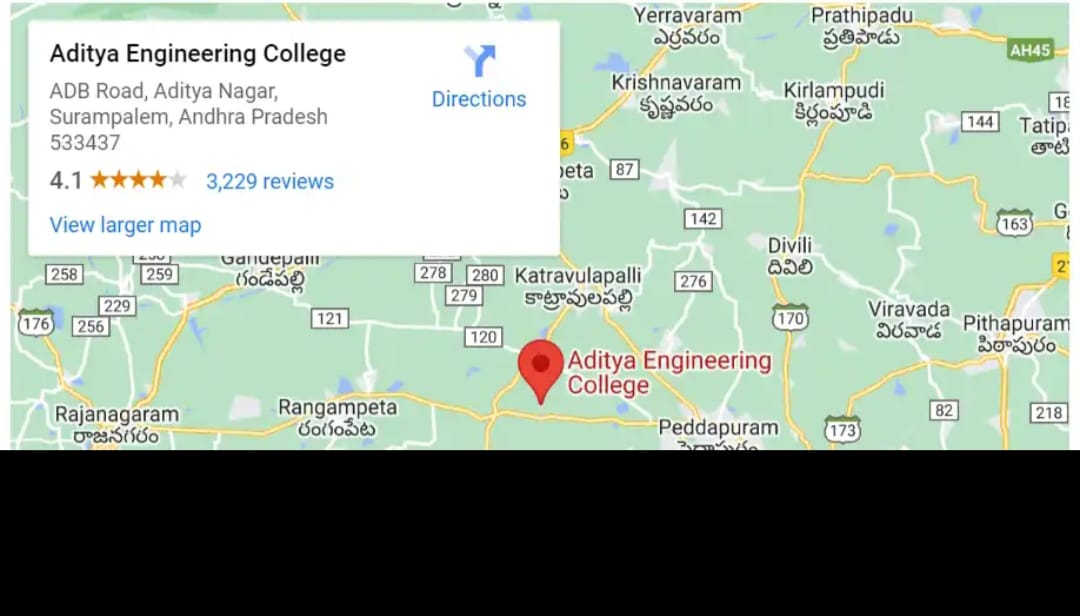 Aditya Engineering College
ADB Road, Aditya Nagar,
Surampalem, Andhra Pradesh
533437
4.1
3,229 reviews
View larger map
Directions
Yerravaram
ఎర్రవరం
Prathipadu
ప్రతిపాడు
AH45
Krishnavaram
కృష్ణవరం
Kirlampudi
కిర్లంపూడి
144
87
142
163
Divili
దివిలి
258
259
Gandepalli
గండేపల్లి
278
280
279
Katravulapalli
కాట్రావులపల్లి
276
229
256
176
121
120
170
Viravada
విరవాడ
Pithapuram
పిఠాపురం
Aditya Engineering
College
Rajanagaram
రాజనగరం
Rangampeta
రంగంపేట
Peddapuram
82
173
218